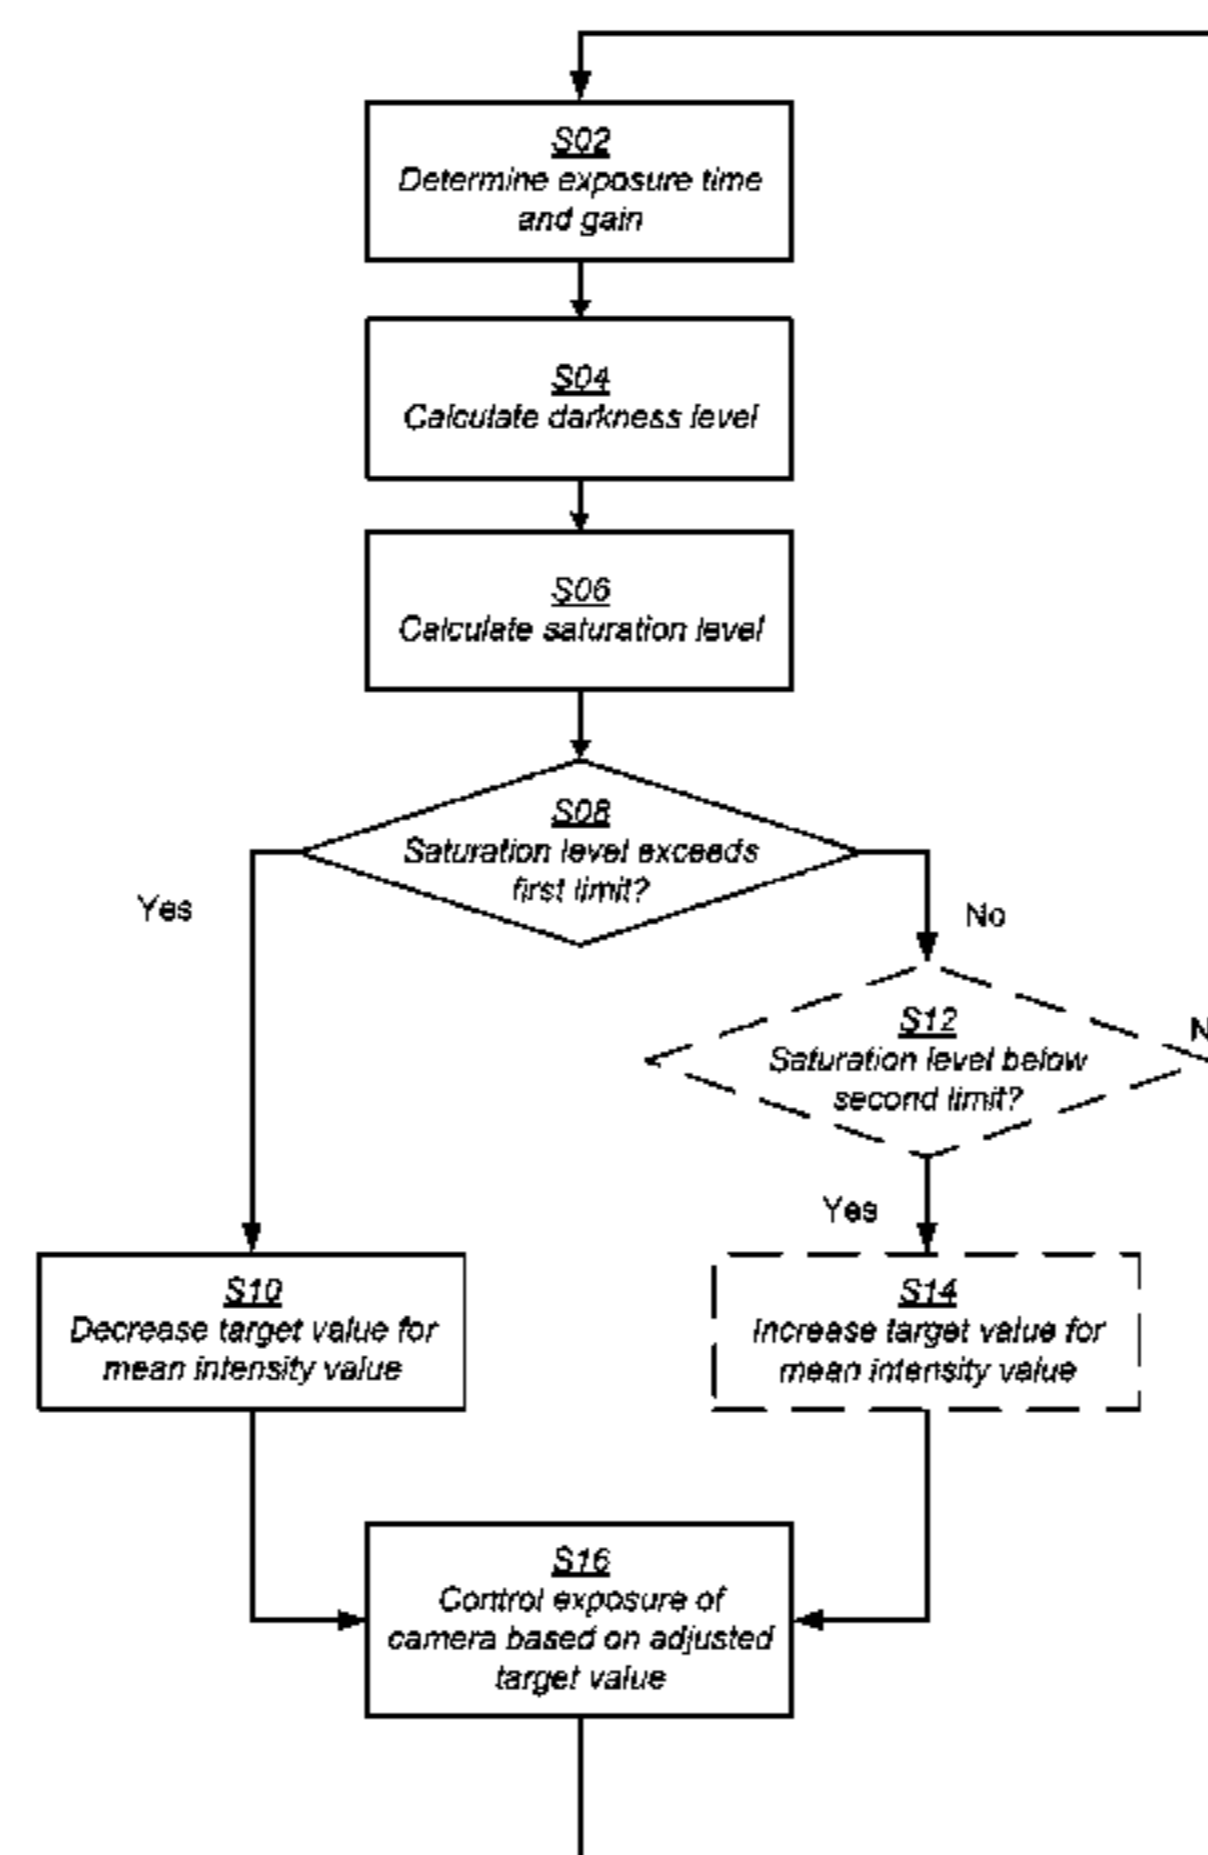 S02
Determine exposure time
and gain
S04
Calculate darkness level
S06
Calculate saturation level
S08
Saturation level exceeds
first limit?
Yes
No
S12
Saturation level below
second limit?
N
Yes
S10
Decrease target value for
mean intensity value
S14
Increase target value for
mean intensity value
S16
Control exposure of
camera based on adjusted
target value